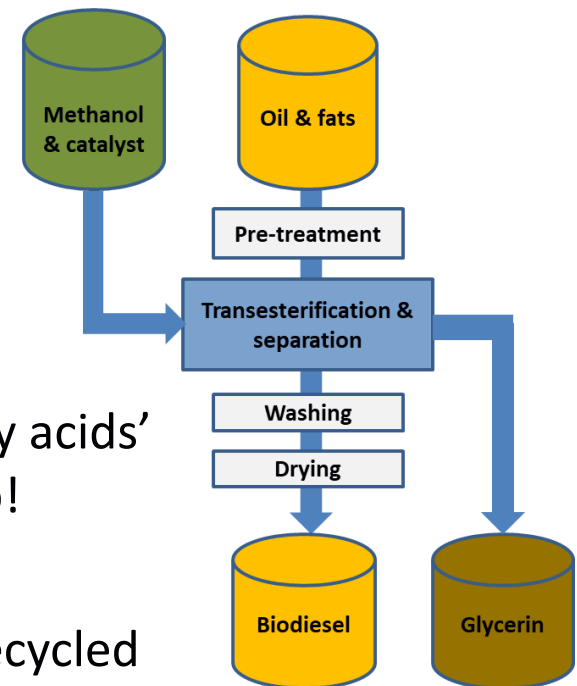 Methanol
& catalyst
Oil & fats
Pre-treatment
Transesterification &
separation
Washing
Drying
y acids’
!
ecycled
Biodiesel
Glycerin